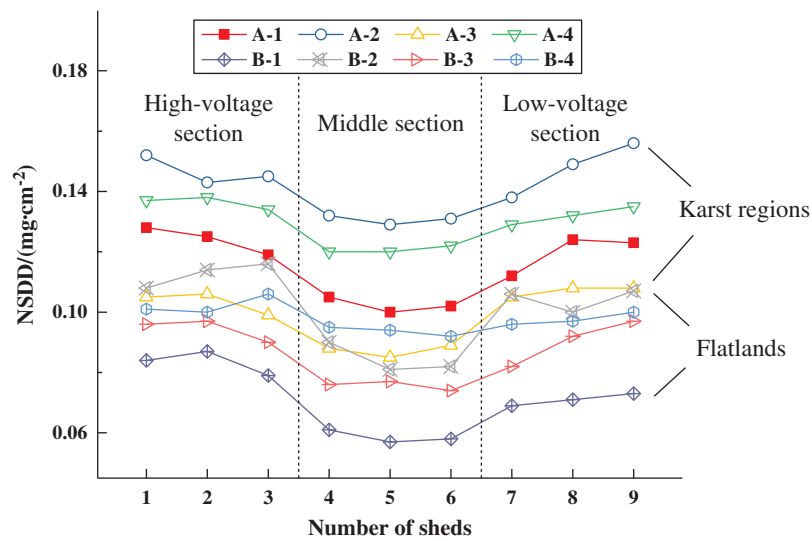 A-1 A-2 A-3 A-4
B-1 B-2 B-3 B-4
High-voltage
section
Middle section
Low-voltage
section
Karst regions
Flatlands
NSDD/(mg·cm-2)
0.18
0.14
0.10
0.06
1 2 3 4 5 6 7 8 9
Number of sheds